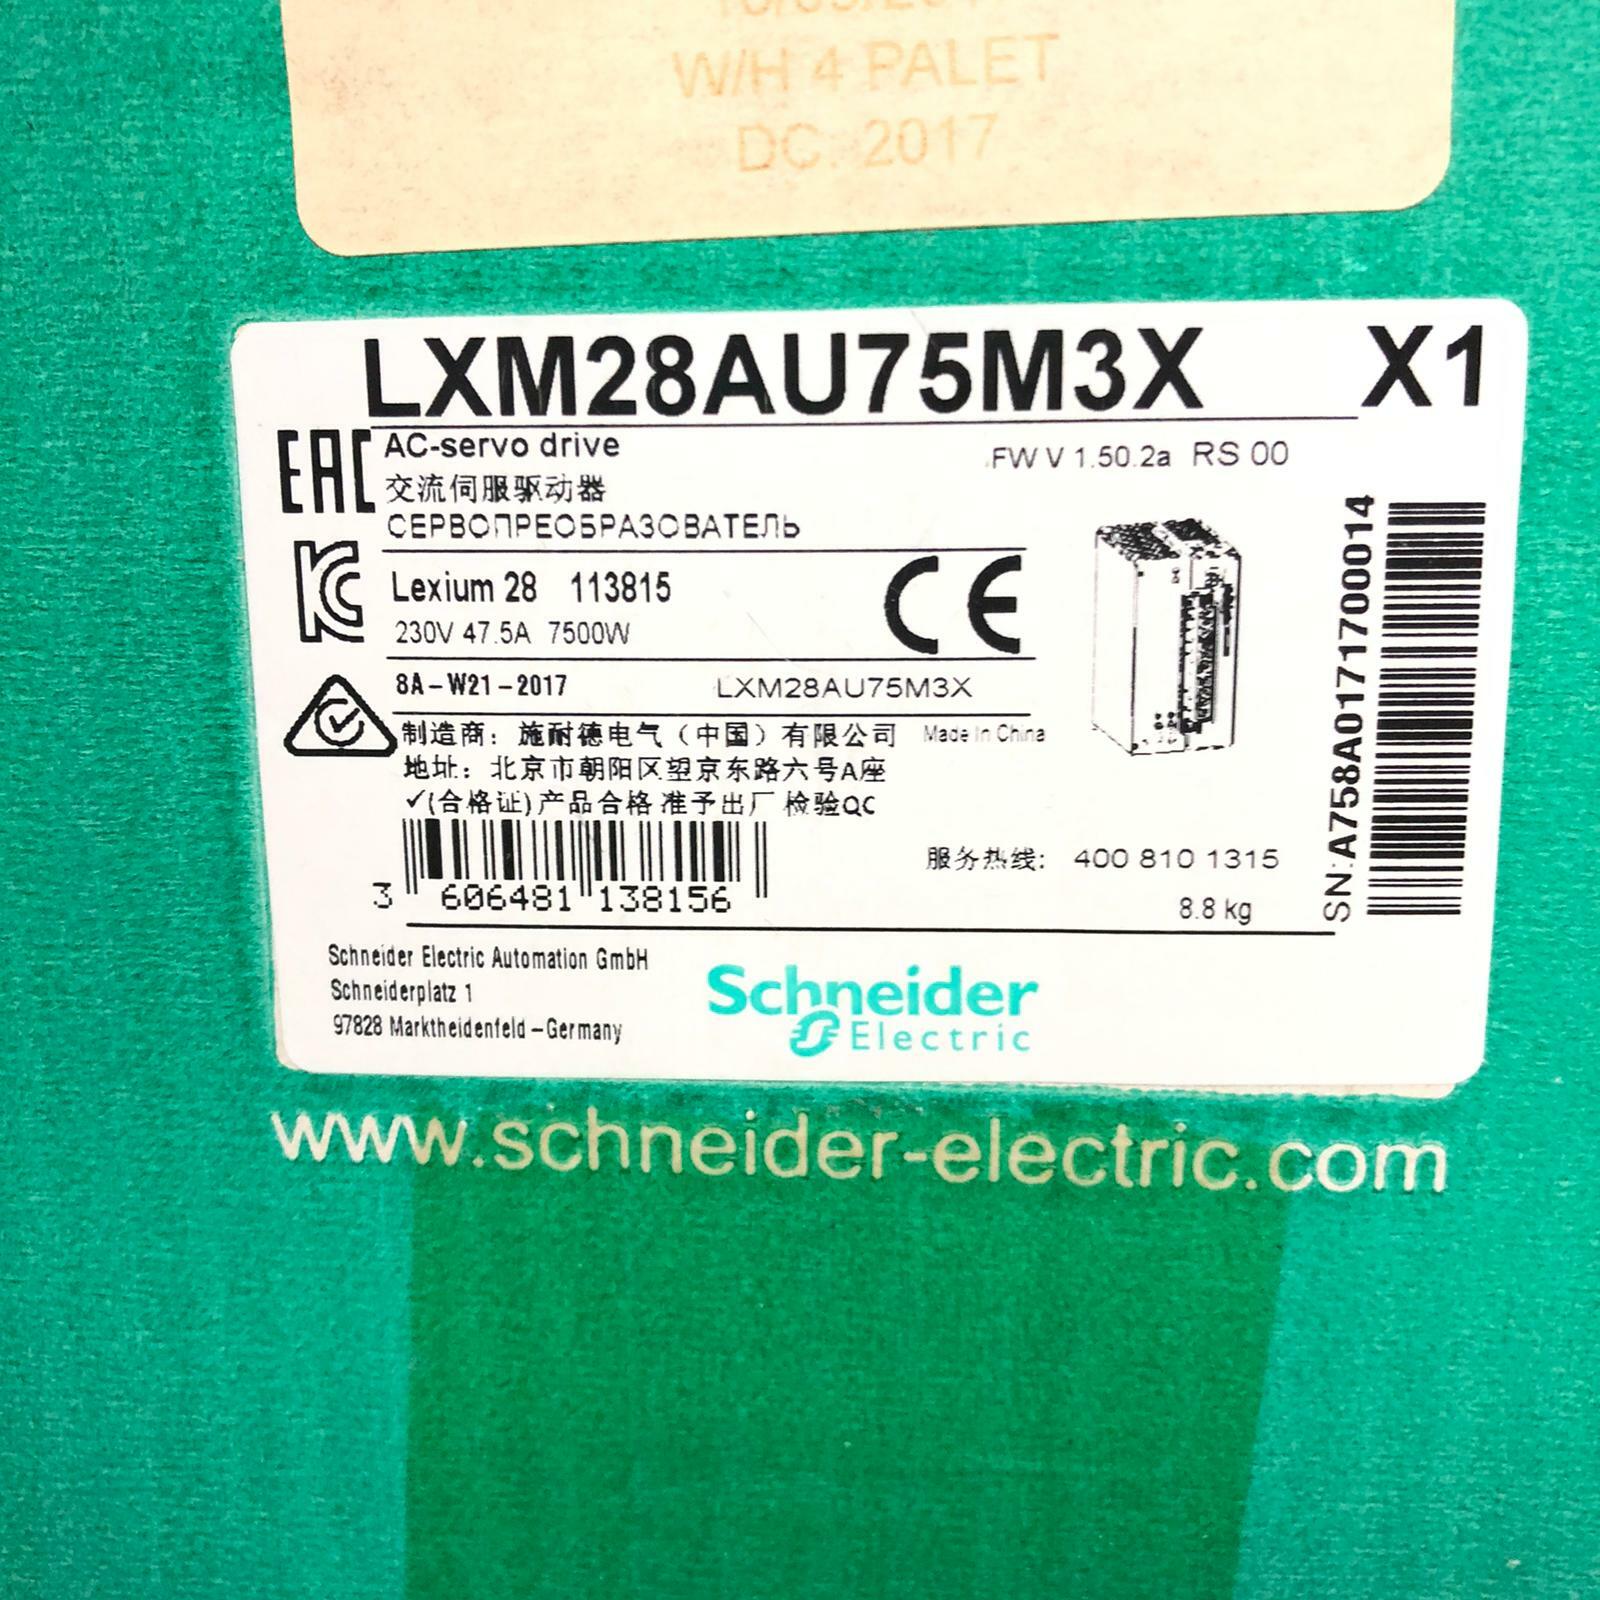 W/H 4 PALET
DC. 2017
LXM28AU75M3X X1
EAC AC-servo drive FW V 1.50.2a RS 00
交流伺服驱动器
СЕРВОПРЕОБРАЗОВАТЕЛЬ
Lexium 28 113815
230V 47.5A 7500W
CE
8A-W21-2017 LXM28AU75M3X
制造商：施耐德电气（中国）有限公司 Made In China
地址：北京市朝阳区望京东路六号A座
✓(合格证)产品合格 准予出厂 检验QC
服务热线: 400 810 1315
3 606481 138156
8.8 kg
SN:A758A0171700014
Schneider Electric Automation GmbH
Schneiderplatz 1
97828 Marktheidenfeld-Germany
Schneider
Electric
www.schneider-electric.com